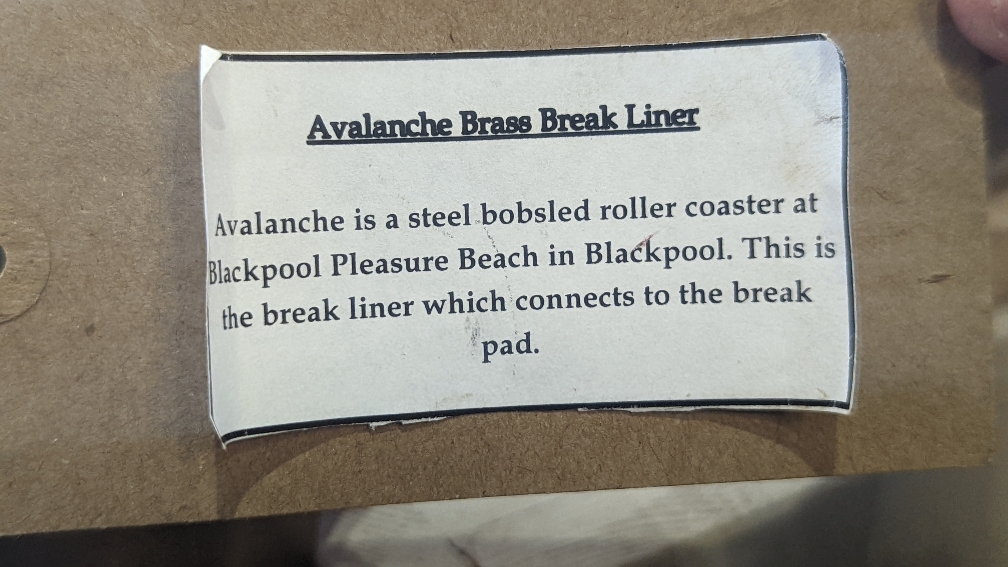 Avalanche Brass Break Liner
Avalanche is a steel bobsled roller coaster at
Blackpool Pleasure Beach in Blackpool. This is
the break liner which connects to the break
pad.